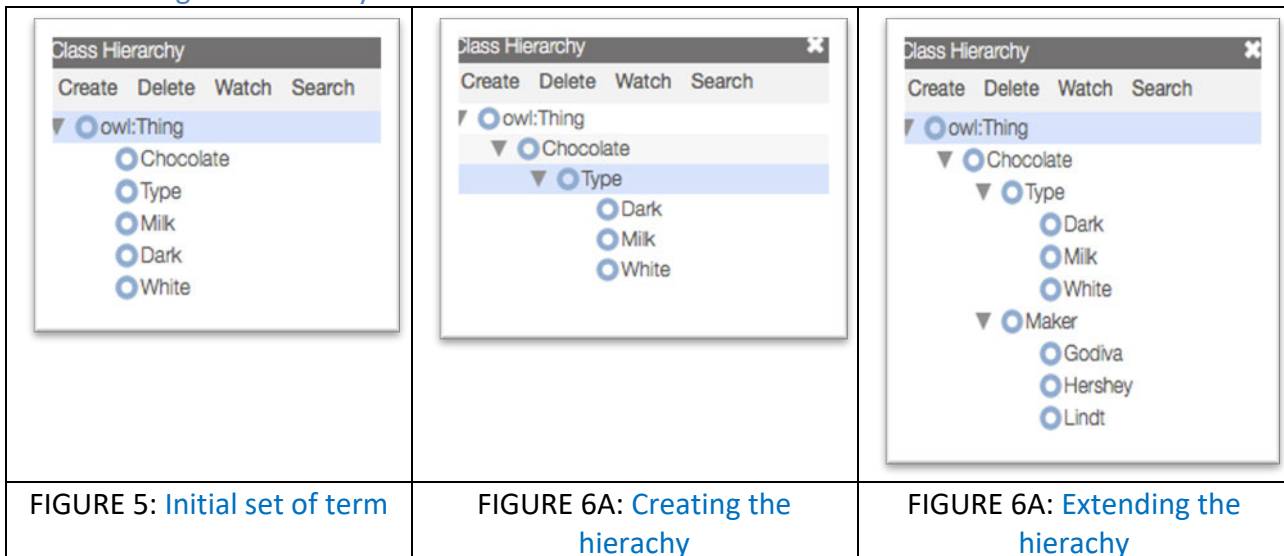 Class Hierarchy
Create Delete Watch Search
owl:Thing
Chocolate
Type
Milk
Dark
White
Class Hierarchy
Create Delete Watch Search
owl:Thing
Chocolate
Type
Dark
Milk
White
Class Hierarchy
Create Delete Watch Search
owl:Thing
Chocolate
Type
Dark
Milk
White
Maker
Godiva
Hershey
Lindt
FIGURE 5: Initial set of term
FIGURE 6A: Creating the
hierachy
FIGURE 6A: Extending the
hierachy